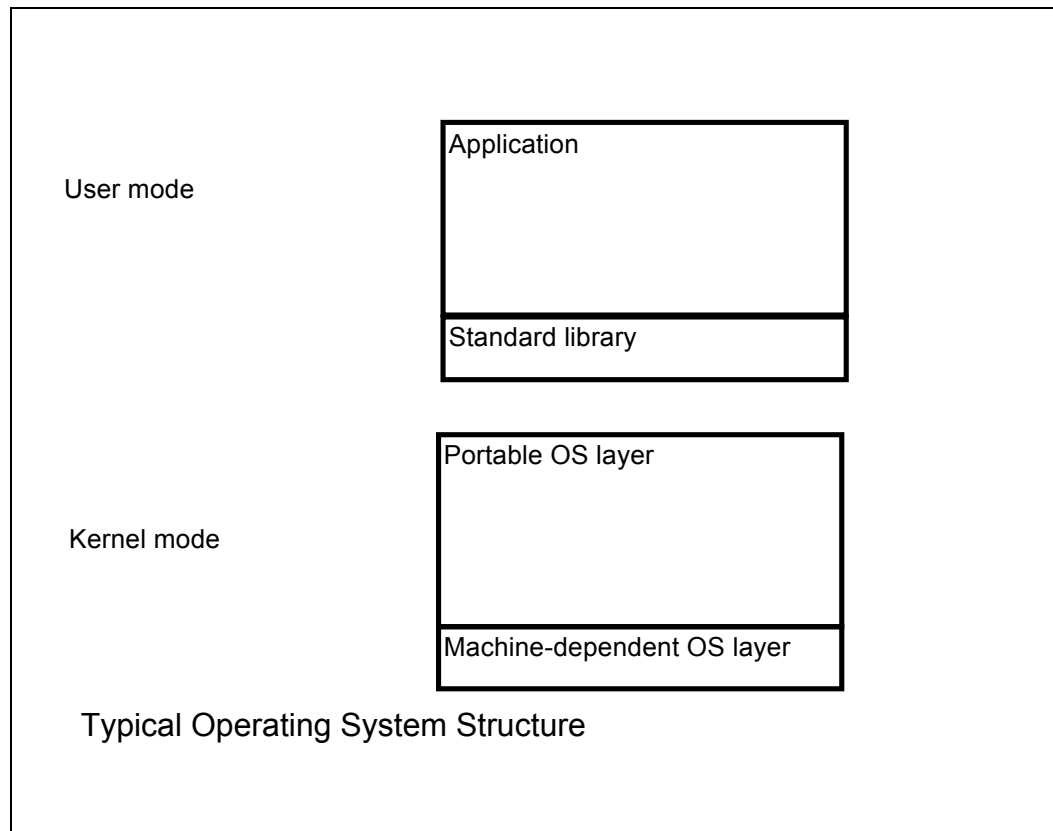 Application
User mode
Standard library
Portable OS layer
Kernel mode
Machine-dependent OS layer
Typical Operating System Structure